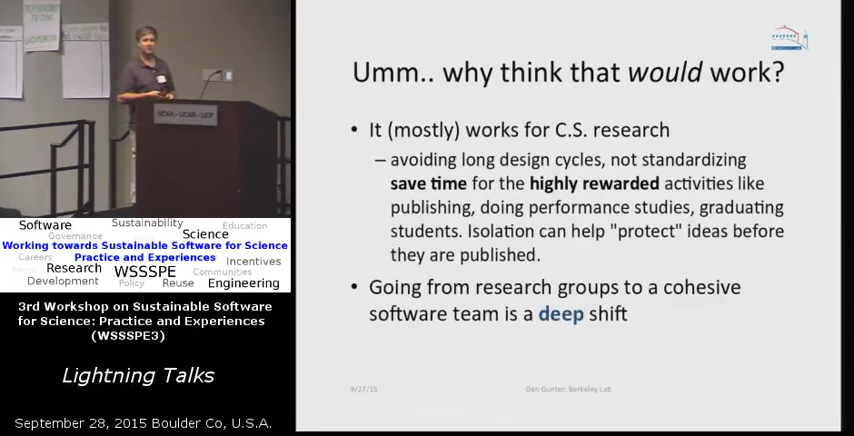 UCAR • UCAR • UCP
Software
Sustainability
Education
Governance
Science
Working towards Sustainable Software for Science
Practice and Experiences
Careers
Incentives
Research
WSSSPE
Communities
Development
Policy
Reuse
Engineering
3rd Workshop on Sustainable Software
for Science: Practice and Experiences
(WSSSPE3)
Lightning Talks
September 28, 2015 Boulder Co, U.S.A.
Umm.. why think that would work?
• It (mostly) works for C.S. research
– avoiding long design cycles, not standardizing
save time for the highly rewarded activities like
publishing, doing performance studies, graduating
students. Isolation can help "protect" ideas before
they are published.
• Going from research groups to a cohesive
software team is a deep shift
9/27/15
Dan Gunter, Berkeley Lab